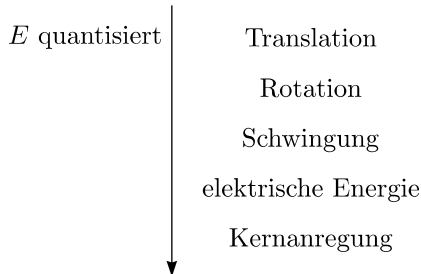 E quantisiert
Translation
Rotation
Schwingung
elektrische Energie
Kernanregung